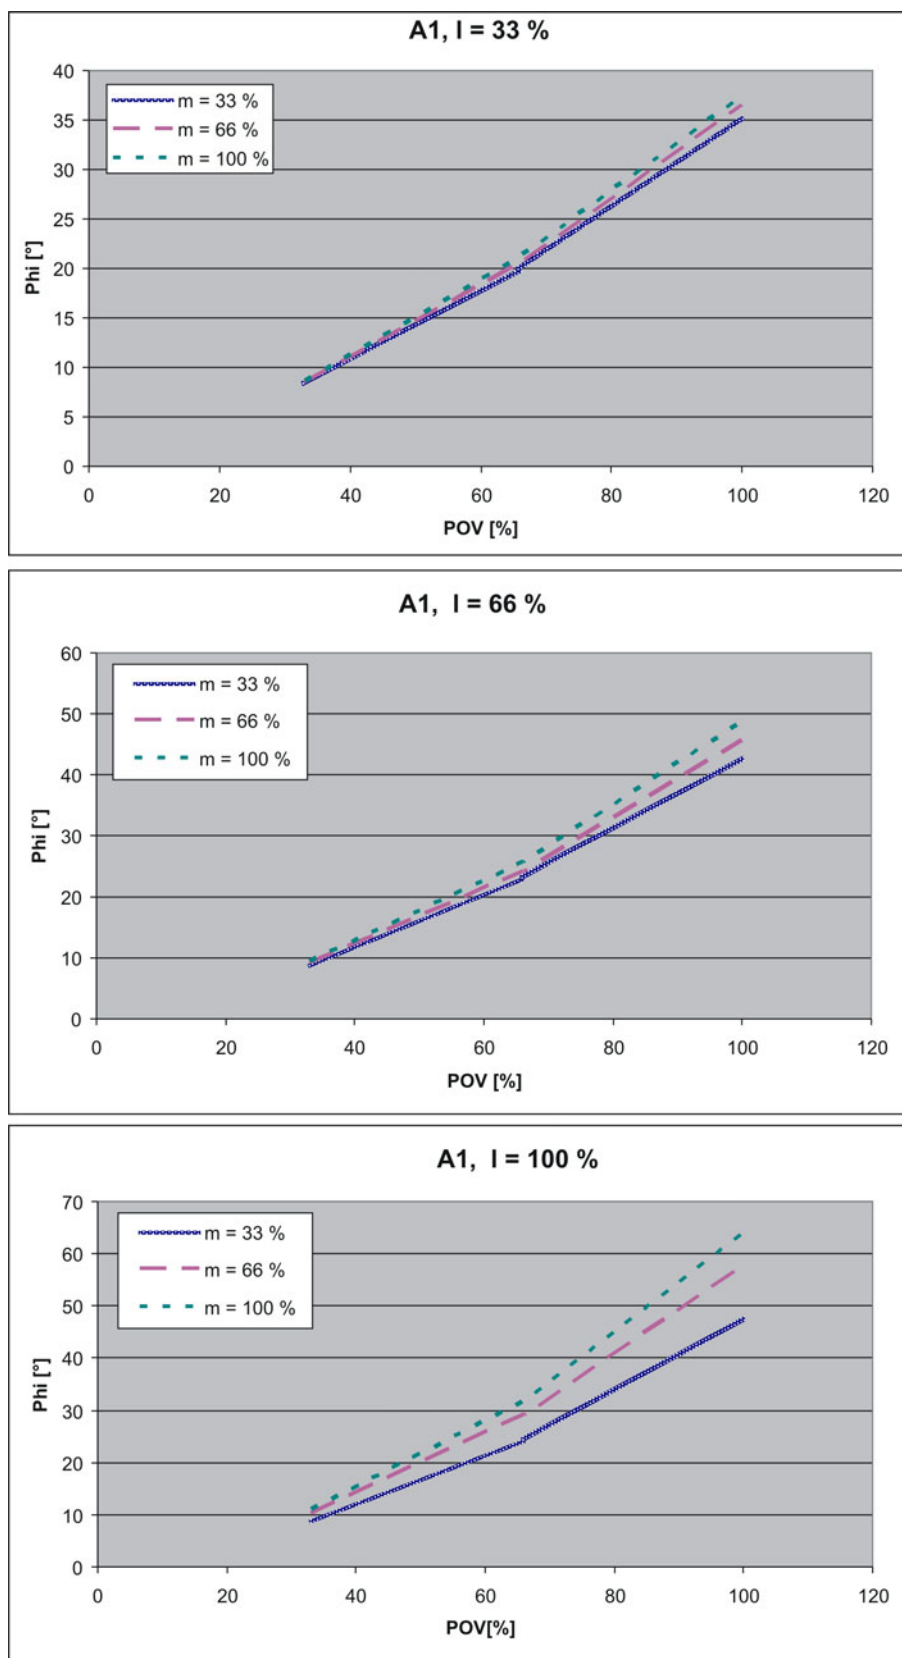 A1, l = 33 %
40
35
30
25
20
15
10
5
0
Phi [°]
m = 33 %
m = 66 %
m = 100 %
0 20 40 60 80 100 120
POV [%]
A1, l = 66 %
60
50
40
30
20
10
0
Phi [°]
m = 33 %
m = 66 %
m = 100 %
0 20 40 60 80 100 120
POV [%]
A1, l = 100 %
70
60
50
40
30
20
10
0
Phi [°]
m = 33 %
m = 66 %
m = 100 %
0 20 40 60 80 100 120
POV[%]